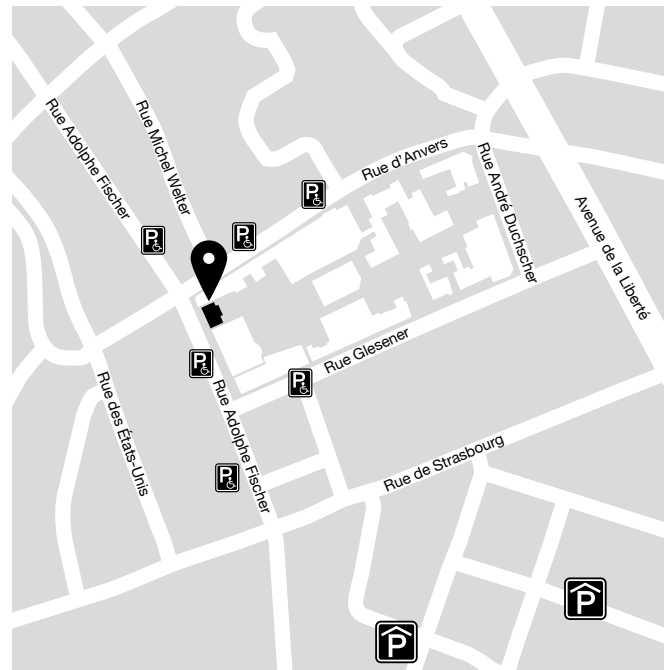 Rue Adolphe Fischer
Rue Michel Welter
Rue d'Anvers
Rue André Duchscher
Avenue de la Liberté
P
P
P
Rue Glesener
P
P
Rue des États-Unis
Rue Adolphe Fischer
Rue de Strasbourg
P
P
P